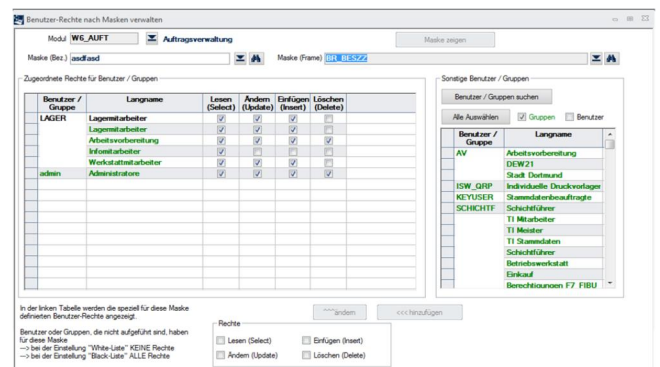 Benutzer-Rechte nach Masken verwalten
Modul W6_AUFT Auftragsverwaltung
Maske zeigen
Maske (Bez.) asdfasd
Maske (Frame) BR_BESZZ
Zugeordnete Rechte für Benutzer / Gruppen
Benutzer / Gruppe Langname Lesen (Select) Ändern (Update) Einfügen (Insert) Löschen (Delete)
LAGER Lagermitarbeiter
Lagermitarbeiter
Arbeitsvorbereitung
Infomitarbeiter
Werkstattmitarbeiter
admin Administratore
Sonstige Benutzer / Gruppen
Benutzer / Gruppen suchen
Alle Auswählen Gruppen Benutzer
Benutzer / Gruppe Langname
AV Arbeitsvorbereitung
DEW21
Stadt Dortmund
ISW_QRP Individuelle Druckvorlager
KEYUSER Stammdatenbeauftragte
SCHICHTF Schichtführer
TI Mitarbeiter
TI Meister
TI Stammdaten
Schichtführer
Betriebswerkstatt
Einkauf
Berechtigungen F7 FIBU
In der linken Tabelle werden die speziell für diese Maske
definierten Benutzer-Rechte angezeigt.
Benutzer oder Gruppen, die nicht aufgeführt sind, haben
für diese Maske
---> bei der Einstellung "White-Liste" KEINE Rechte
---> bei der Einstellung "Black-Liste" ALLE Rechte
^^^ändern
<<< hinzufügen
Rechte
Lesen (Select) Einfügen (Insert)
Ändern (Update) Löschen (Delete)